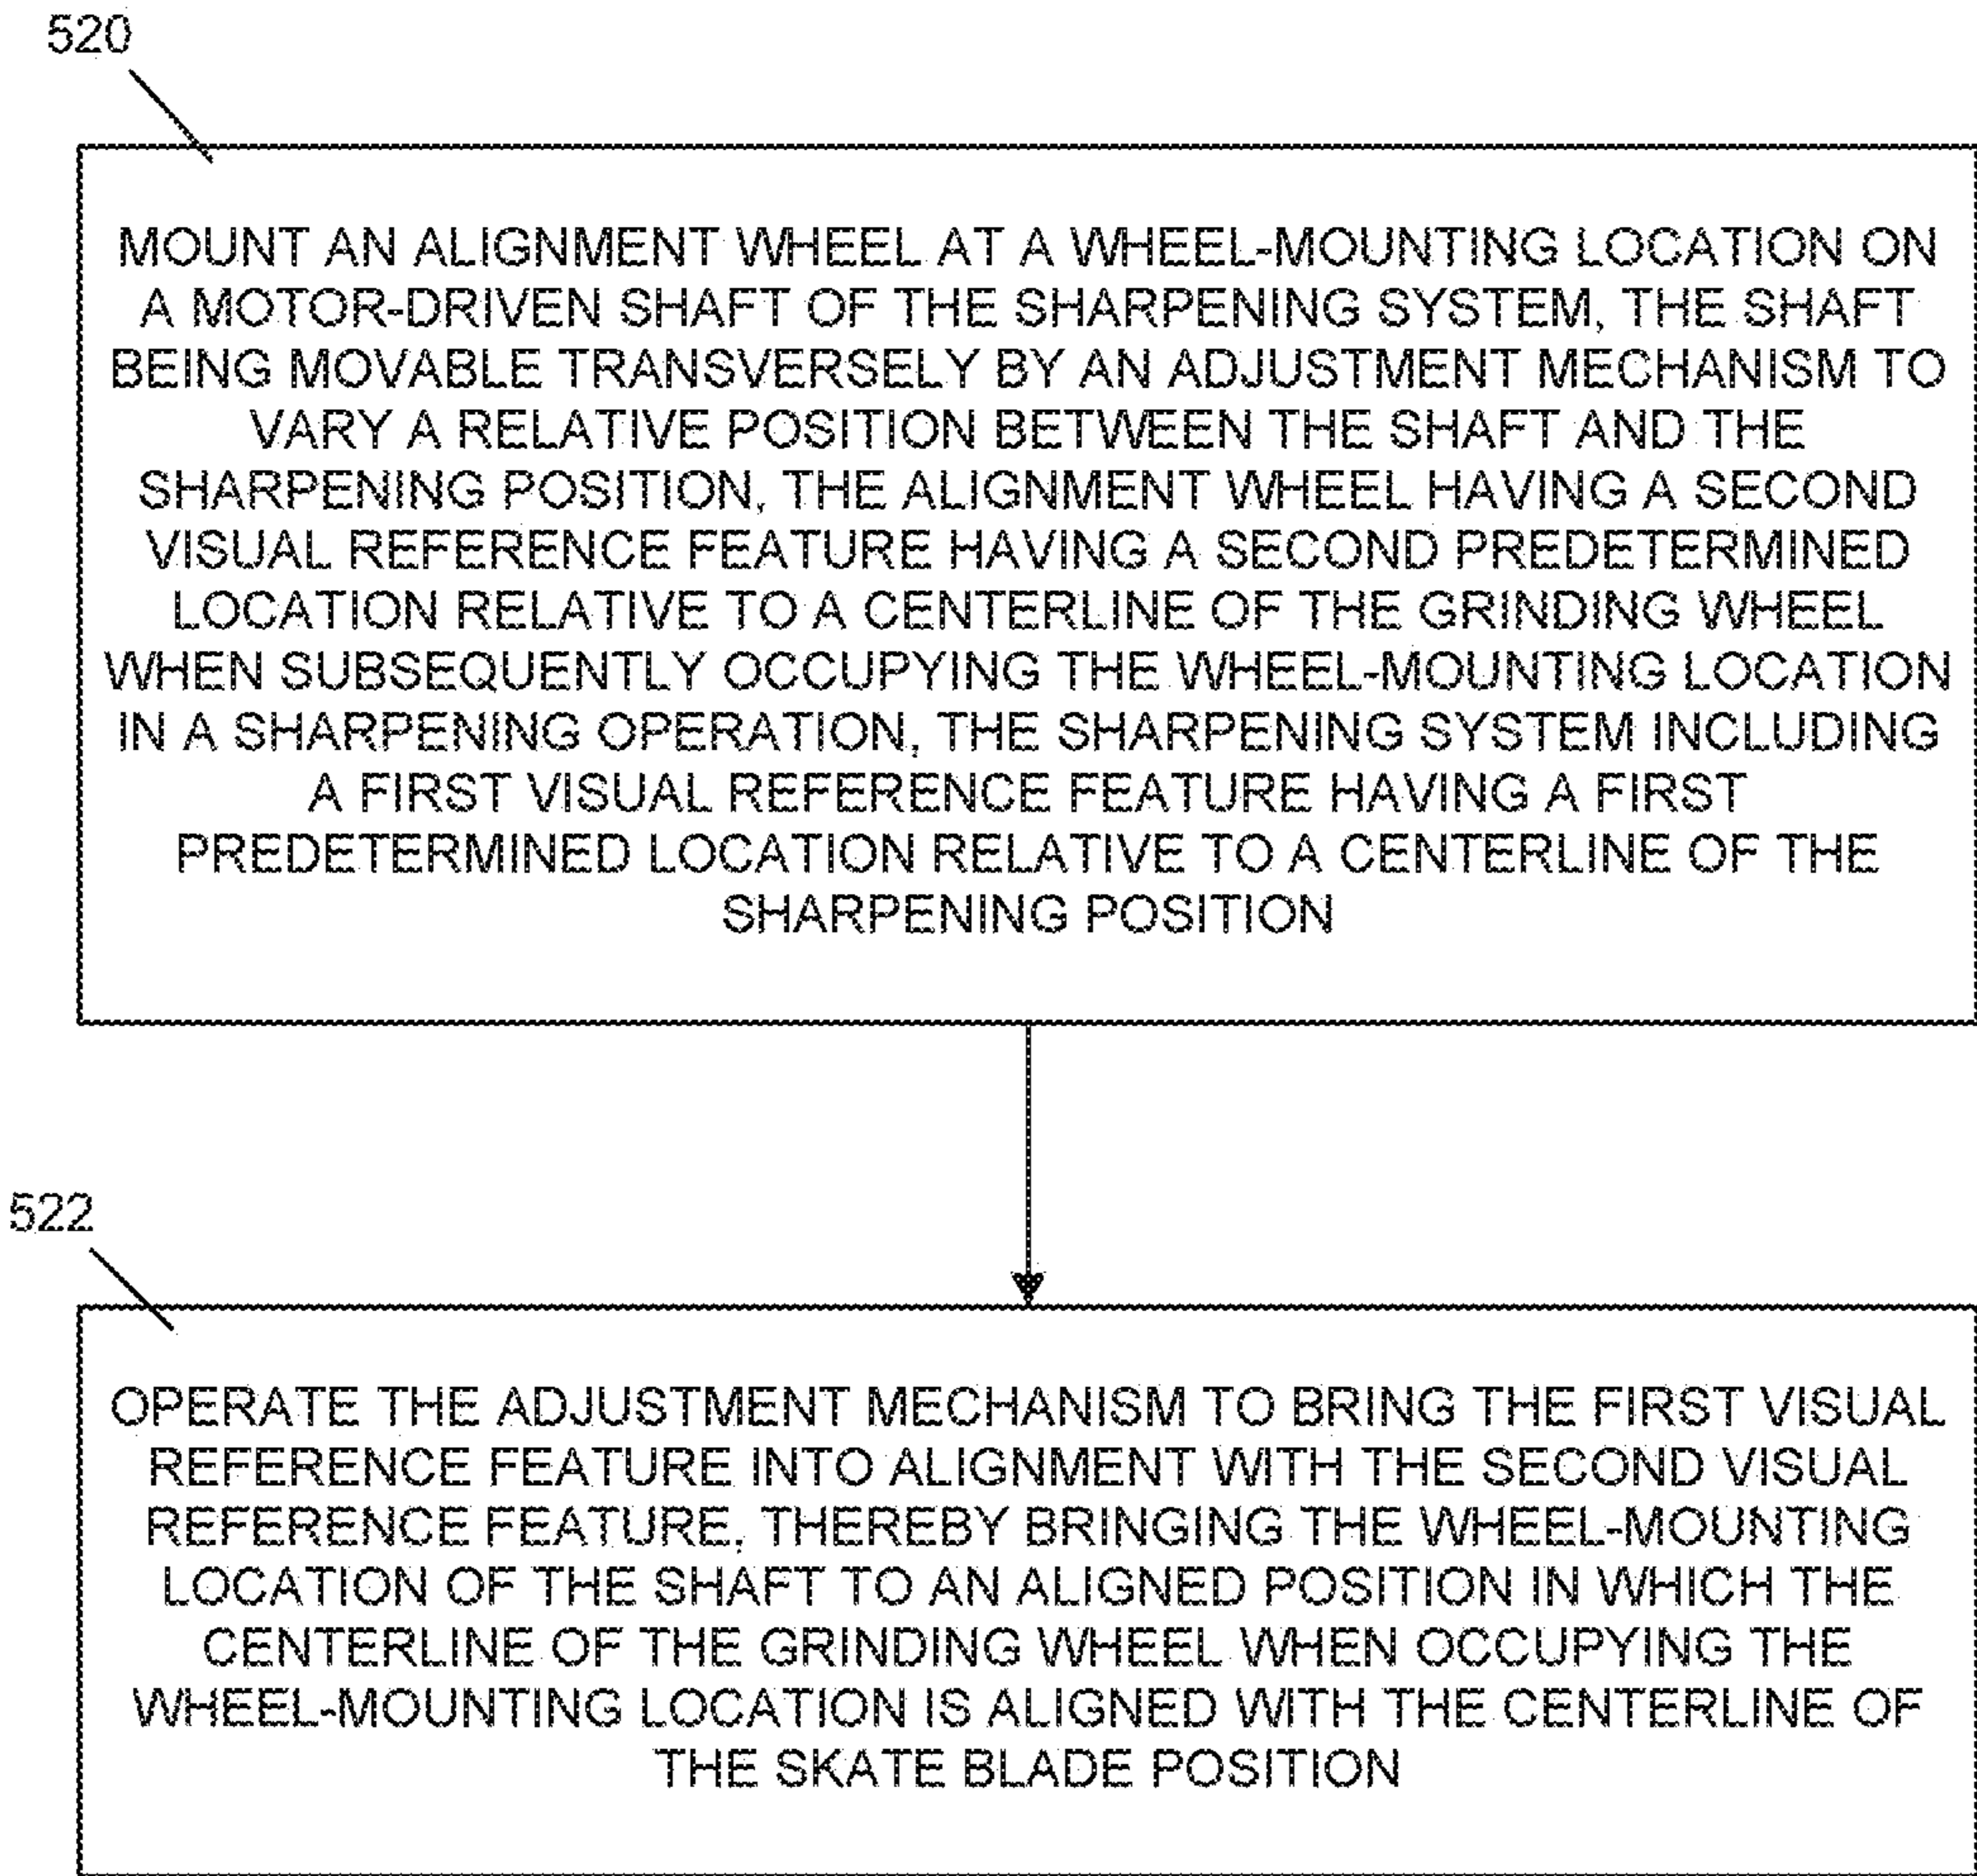 520
MOUNT AN ALIGNMENT WHEEL AT A WHEEL-MOUNTING LOCATION ON
A MOTOR-DRIVEN SHAFT OF THE SHARPENING SYSTEM, THE SHAFT
BEING MOVABLE TRANSVERSELY BY AN ADJUSTMENT MECHANISM TO
VARY A RELATIVE POSITION BETWEEN THE SHAFT AND THE
SHARPENING POSITION, THE ALIGNMENT WHEEL HAVING A SECOND
VISUAL REFERENCE FEATURE HAVING A SECOND PREDETERMINED
LOCATION RELATIVE TO A CENTERLINE OF THE GRINDING WHEEL
WHEN SUBSEQUENTLY OCCUPYING THE WHEEL-MOUNTING LOCATION
IN A SHARPENING OPERATION, THE SHARPENING SYSTEM INCLUDING
A FIRST VISUAL REFERENCE FEATURE HAVING A FIRST
PREDETERMINED LOCATION RELATIVE TO A CENTERLINE OF THE
SHARPENING POSITION
522
OPERATE THE ADJUSTMENT MECHANISM TO BRING THE FIRST VISUAL
REFERENCE FEATURE INTO ALIGNMENT WITH THE SECOND VISUAL
REFERENCE FEATURE, THEREBY BRINGING THE WHEEL-MOUNTING
LOCATION OF THE SHAFT TO AN ALIGNED POSITION IN WHICH THE
CENTERLINE OF THE GRINDING WHEEL WHEN OCCUPYING THE
WHEEL-MOUNTING LOCATION IS ALIGNED WITH THE CENTERLINE OF
THE SKATE BLADE POSITION